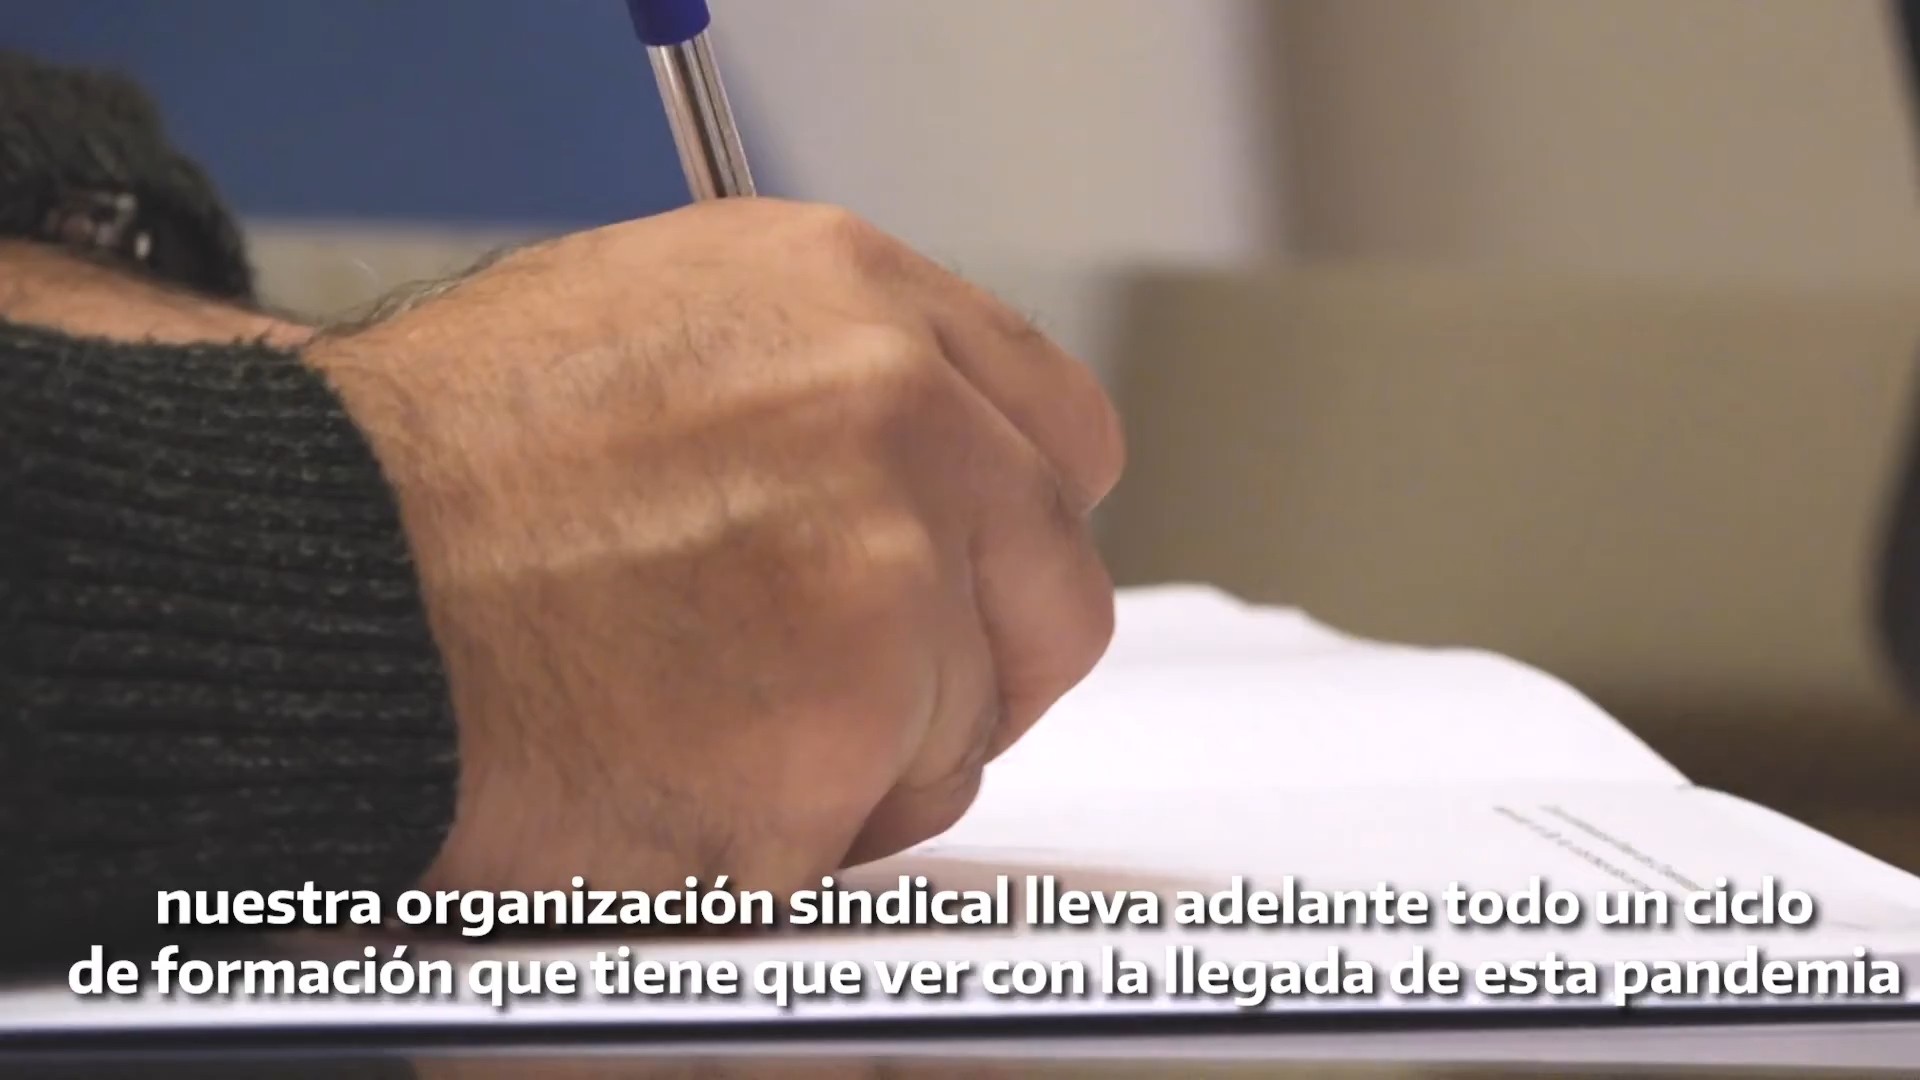 nuestra organización sindical lleva adelante todo un ciclo
de formación que tiene que ver con la llegada de esta pandemia